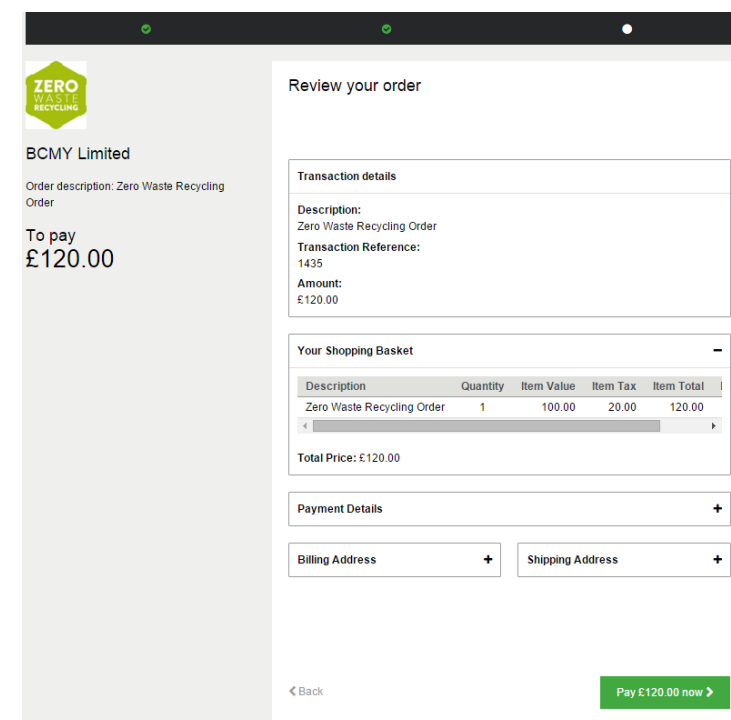 ZERO
WASTE
RECYCLING
BCMY Limited
Order description: Zero Waste Recycling
Order
To pay
£120.00
Review your order
Transaction details
Description:
Zero Waste Recycling Order
Transaction Reference:
1435
Amount:
£120.00
Your Shopping Basket
Description Quantity Item Value Item Tax Item Total
Zero Waste Recycling Order 1 100.00 20.00 120.00
Total Price: £120.00
Payment Details
Billing Address
Shipping Address
Back
Pay £120.00 now